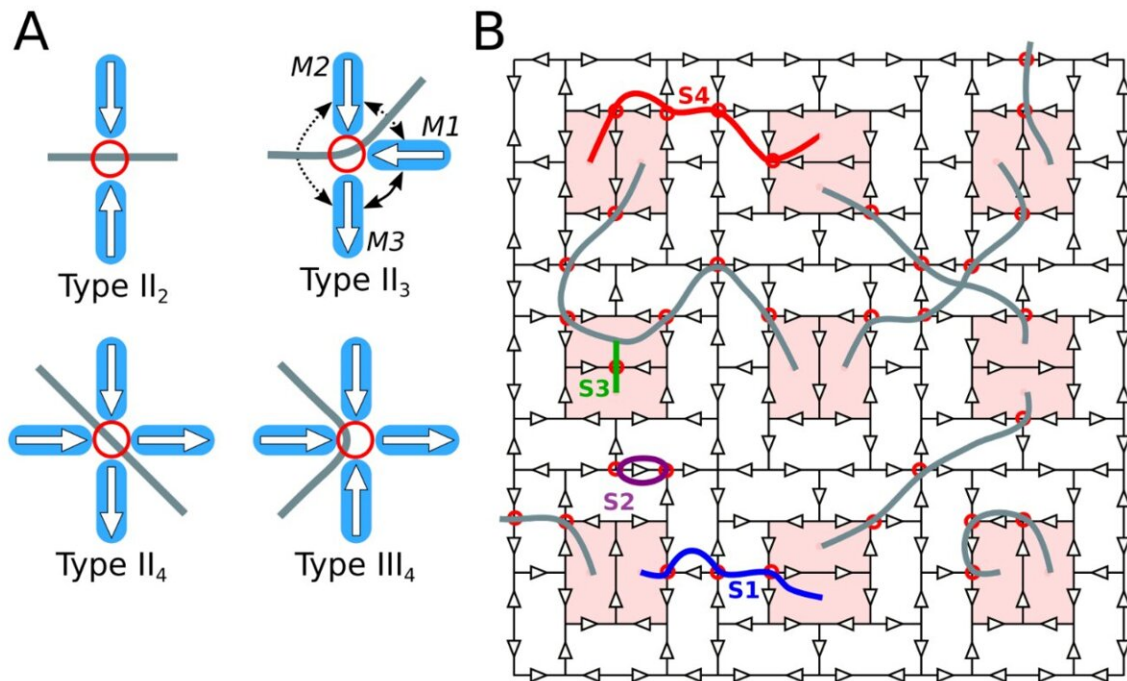 A
B
M2
M1
M3
Type II₂
Type II₃
Type II₄
Type III₄
S4
S3
S2
S1